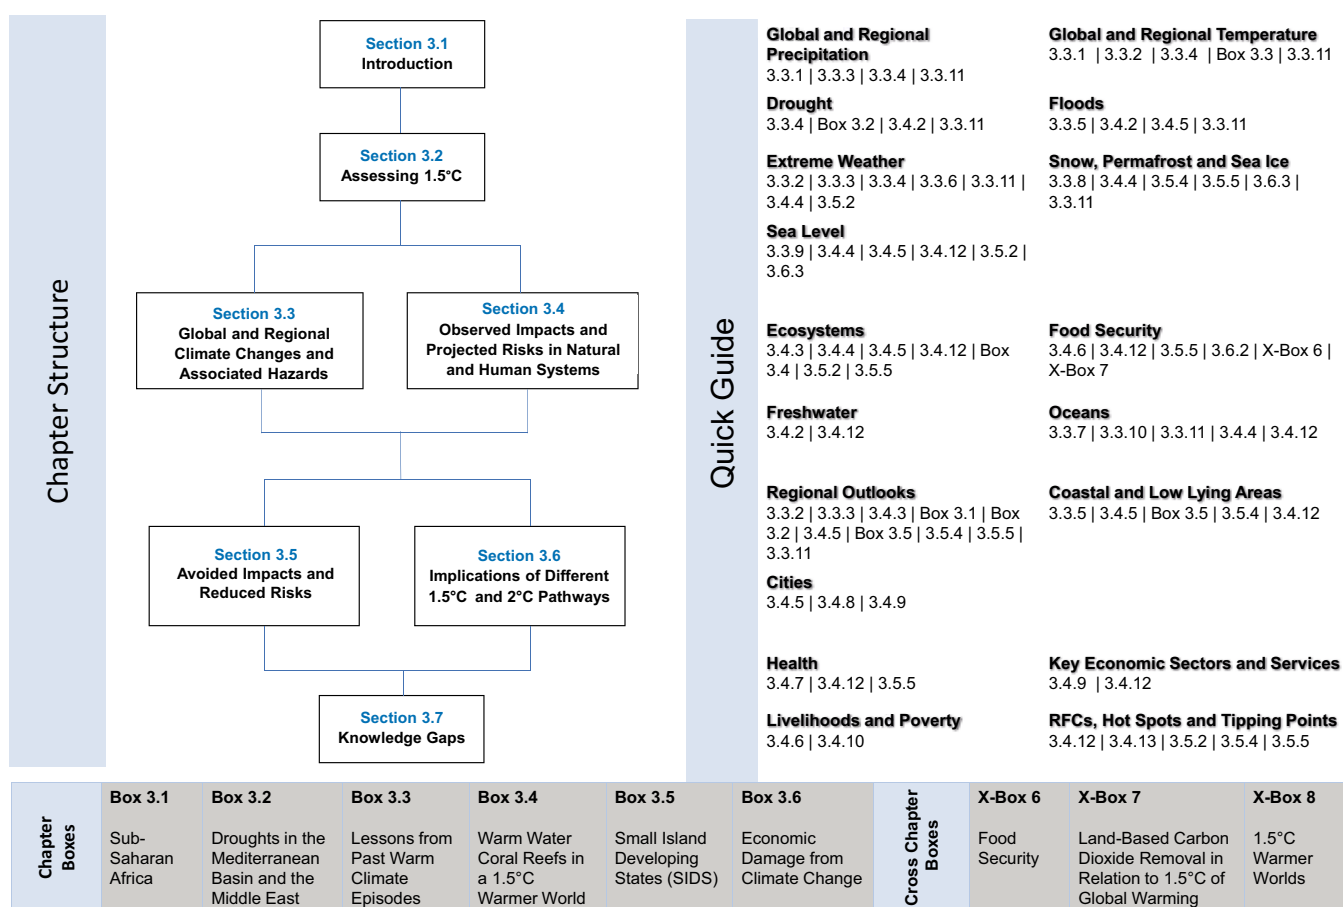 Chapter Structure
Section 3.1
Introduction
Section 3.2
Assessing 1.5°C
Section 3.3
Global and Regional
Climate Changes and
Associated Hazards
Section 3.4
Observed Impacts and
Projected Risks in Natural
and Human Systems
Section 3.5
Avoided Impacts and
Reduced Risks
Section 3.6
Implications of Different
1.5°C and 2°C Pathways
Section 3.7
Knowledge Gaps
Quick Guide
Global and Regional
Precipitation
3.3.1 | 3.3.3 | 3.3.4 | 3.3.11
Global and Regional Temperature
3.3.1 | 3.3.2 | 3.3.4 | Box 3.3 | 3.3.11
Drought
3.3.4 | Box 3.2 | 3.4.2 | 3.3.11
Floods
3.3.5 | 3.4.2 | 3.4.5 | 3.3.11
Extreme Weather
3.3.2 | 3.3.3 | 3.3.4 | 3.3.6 | 3.3.11 |
3.4.4 | 3.5.2
Snow, Permafrost and Sea Ice
3.3.8 | 3.4.4 | 3.5.4 | 3.5.5 | 3.6.3 |
3.3.11
Sea Level
3.3.9 | 3.4.4 | 3.4.5 | 3.4.12 | 3.5.2 |
3.6.3
Ecosystems
3.4.3 | 3.4.4 | 3.4.5 | 3.4.12 | Box
3.4 | 3.5.2 | 3.5.5
Food Security
3.4.6 | 3.4.12 | 3.5.5 | 3.6.2 | X-Box 6 |
X-Box 7
Freshwater
3.4.2 | 3.4.12
Oceans
3.3.7 | 3.3.10 | 3.3.11 | 3.4.4 | 3.4.12
Regional Outlooks
3.3.2 | 3.3.3 | 3.4.3 | Box 3.1 | Box
3.2 | 3.4.5 | Box 3.5 | 3.5.4 | 3.5.5 |
3.3.11
Coastal and Low Lying Areas
3.3.5 | 3.4.5 | Box 3.5 | 3.5.4 | 3.4.12
Cities
3.4.5 | 3.4.8 | 3.4.9
Health
3.4.7 | 3.4.12 | 3.5.5
Key Economic Sectors and Services
3.4.9 | 3.4.12
Livelihoods and Poverty
3.4.6 | 3.4.10
RFCs, Hot Spots and Tipping Points
3.4.12 | 3.4.13 | 3.5.2 | 3.5.4 | 3.5.5
Chapter
Boxes
Box 3.1
Sub-
Saharan
Africa
Box 3.2
Droughts in the
Mediterranean
Basin and the
Middle East
Box 3.3
Lessons from
Past Warm
Climate
Episodes
Box 3.4
Warm Water
Coral Reefs in
a 1.5°C
Warmer World
Box 3.5
Small Island
Developing
States (SIDS)
Box 3.6
Economic
Damage from
Climate Change
Cross Chapter
Boxes
X-Box 6
Food
Security
X-Box 7
Land-Based Carbon
Dioxide Removal in
Relation to 1.5°C of
Global Warming
X-Box 8
1.5°C
Warmer
Worlds